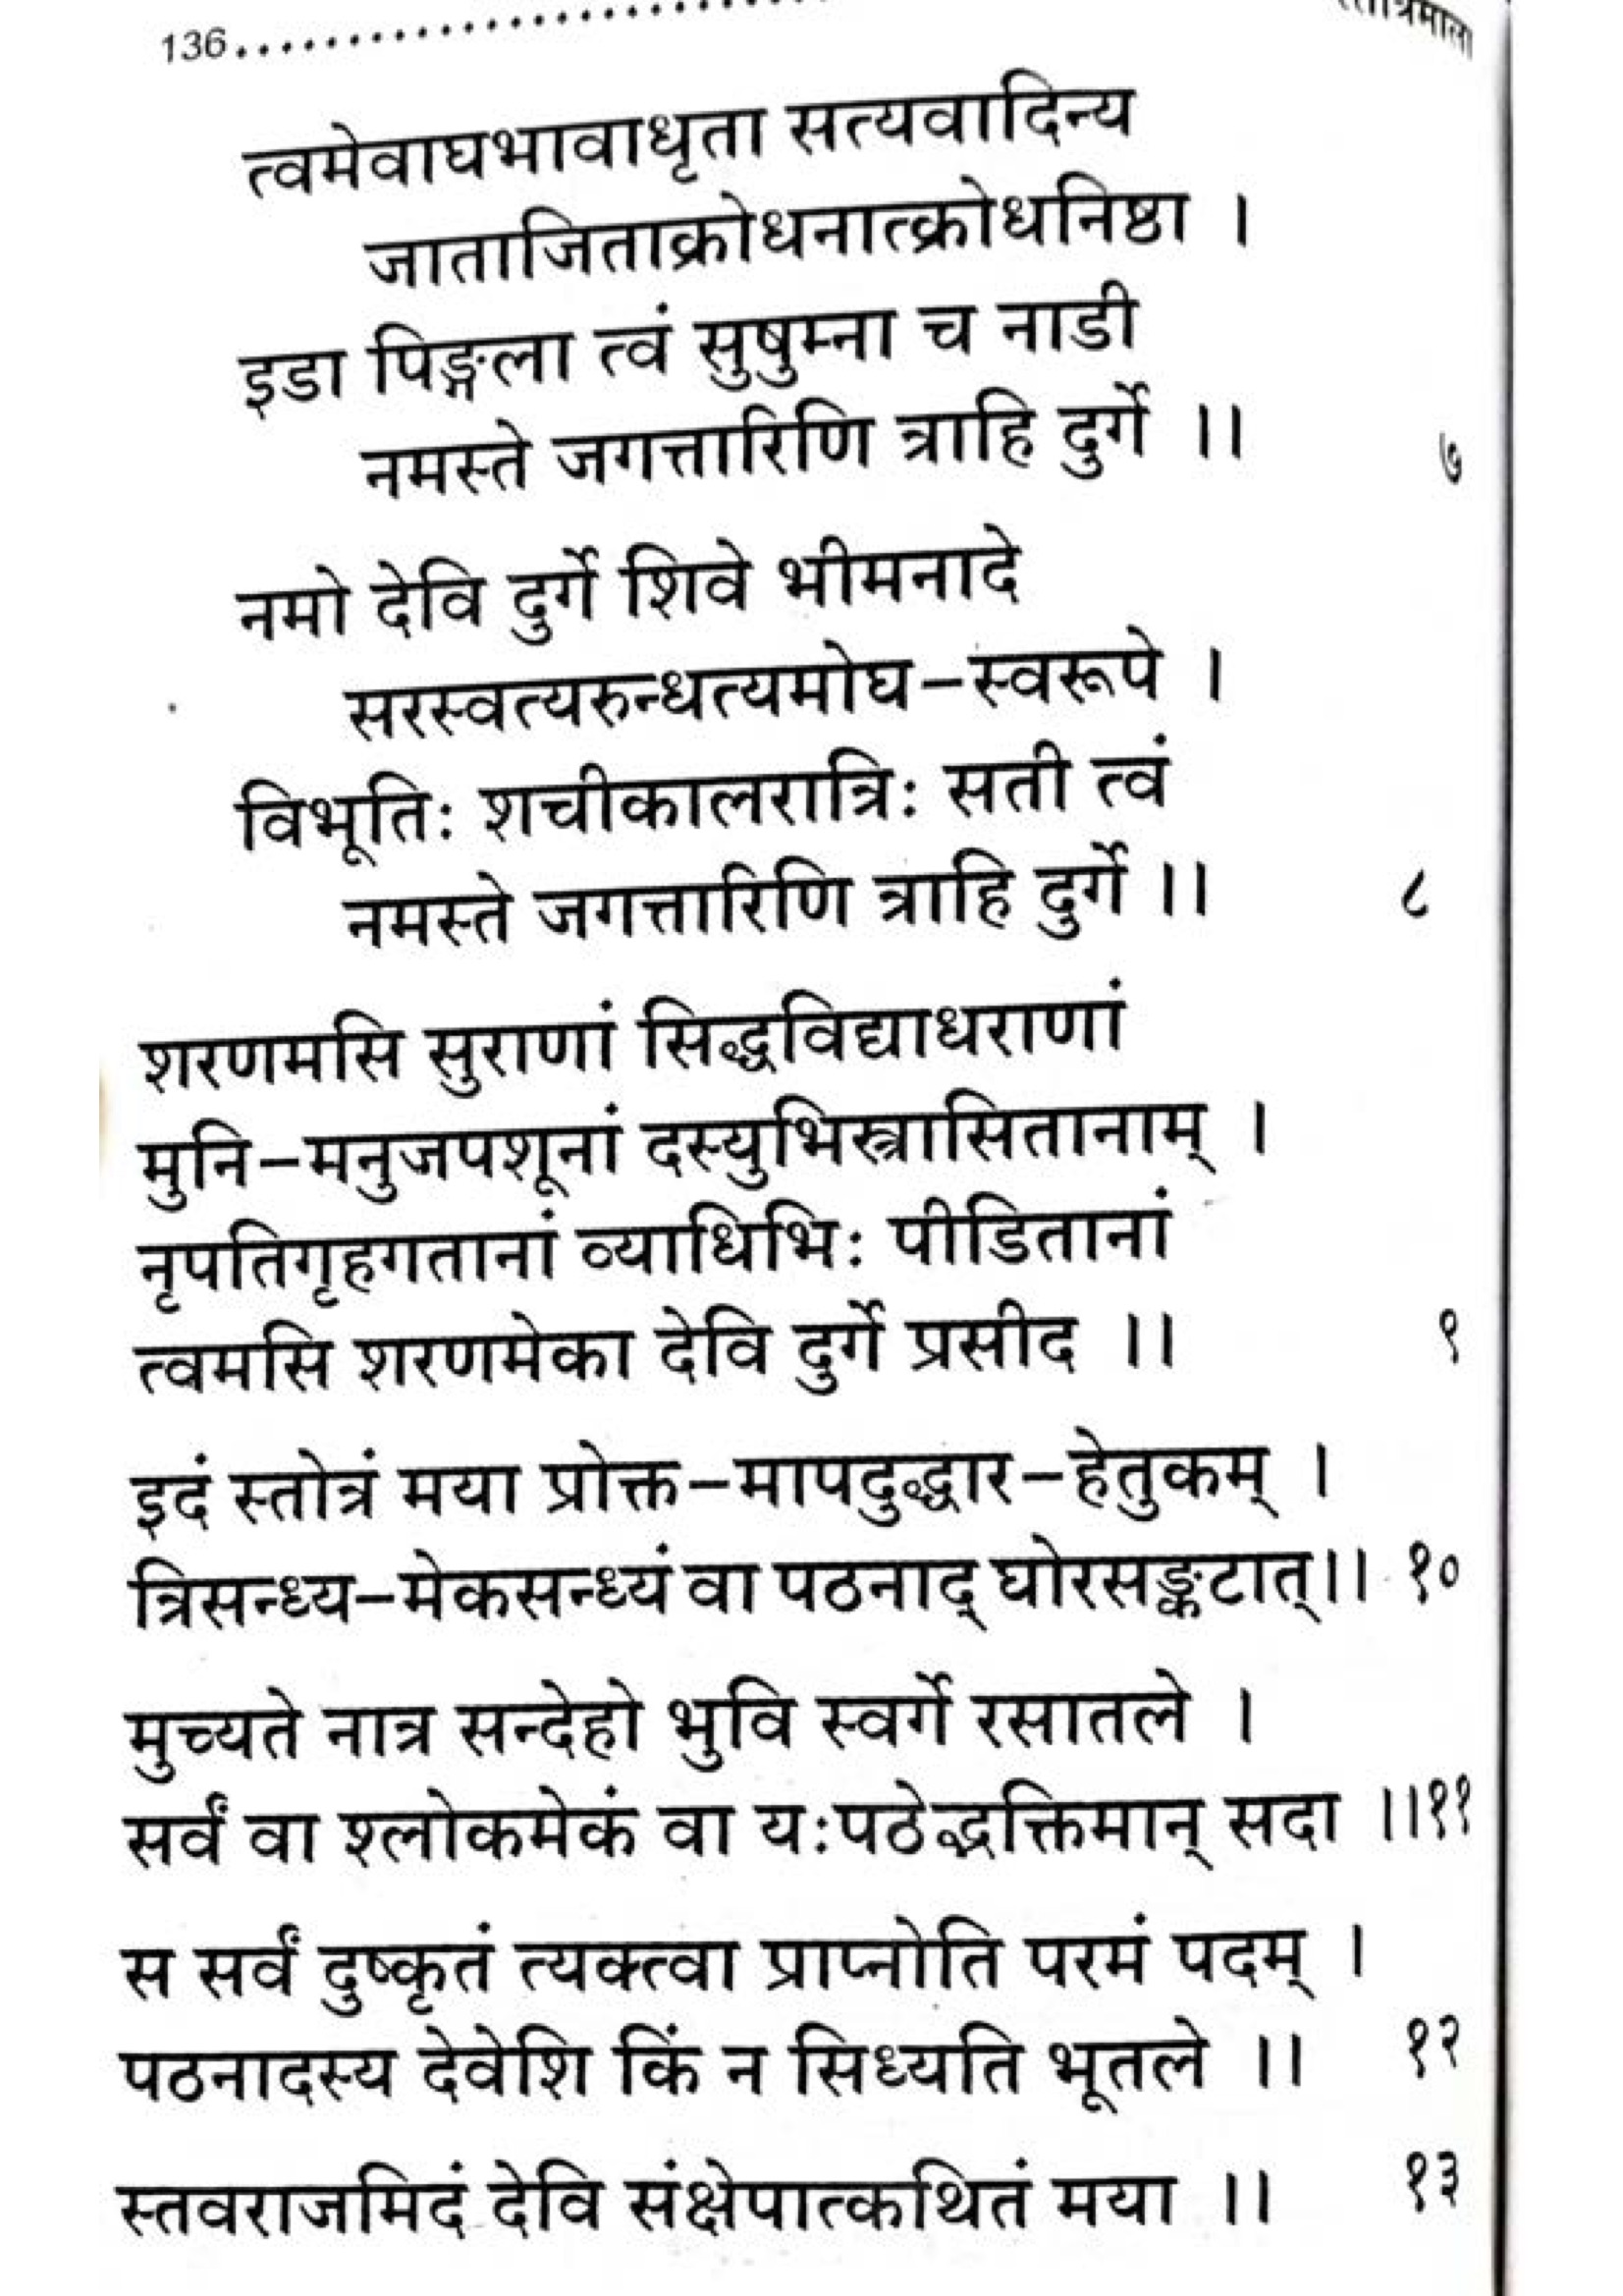 136
त्वमेवाघभावाधृता सत्यवादिन्य
जाताजिताक्रोधनात्क्रोधनिष्ठा ।
इडा पिङ्गला त्वं सुषुम्ना च नाडी
नमस्ते जगत्तारिणि त्राहि दुर्गे ।। ७
नमो देवि दुर्गे शिवे भीमनादे
सरस्वत्यरुन्धत्यमोघ–स्वरूपे ।
विभूतिः शचीकालरात्रिः सती त्वं
नमस्ते जगत्तारिणि त्राहि दुर्गे ।। ८
शरणमसि सुराणां सिद्धविद्याधराणां
मुनि–मनुजपशूनां दस्युभिस्त्रासितानाम् ।
नृपतिगृहगतानां व्याधिभिः पीडितानां
त्वमसि शरणमेका देवि दुर्गे प्रसीद ।। ९
इदं स्तोत्रं मया प्रोक्त–मापदुद्धार–हेतुकम् ।
त्रिसन्ध्य–मेकसन्ध्यं वा पठनाद् घोरसङ्कटात्।। १०
मुच्यते नात्र सन्देहो भुवि स्वर्गे रसातले ।
सर्वं वा श्लोकमेकं वा यःपठेद्भक्तिमान् सदा ।।११
स सर्वं दुष्कृतं त्यक्त्वा प्राप्नोति परमं पदम् ।
पठनादस्य देवेशि किं न सिध्यति भूतले ।। १२
स्तवराजमिदं देवि संक्षेपात्कथितं मया ।। १३